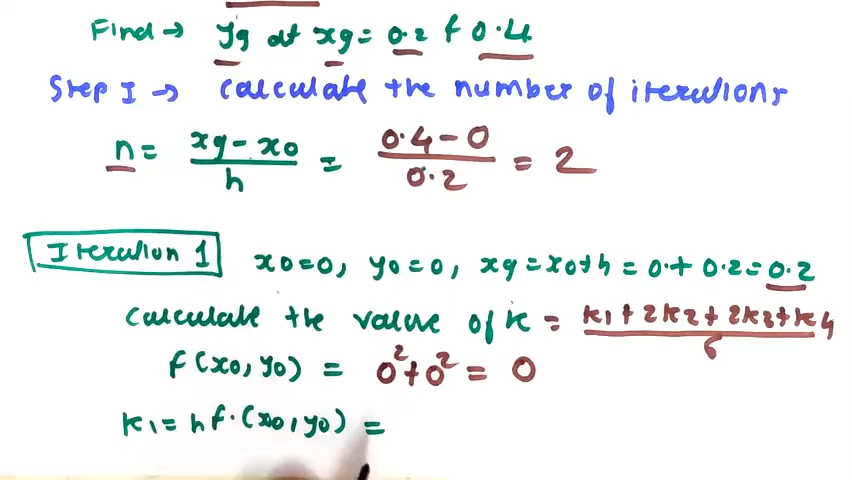 Find → yg at xg = 0.2 & 0.4
Step I → calculate the number of iterations
n = xg - x0 / h = 0.4 - 0 / 0.2 = 2
Iteration 1 x0=0, y0=0, xg=x0+h=0+0.2=0.2
calculate the value of k = k1+2k2+2k3+k4 / 6
f(x0,y0) = 0²+0² = 0
k1 = hf.(x0,y0) =